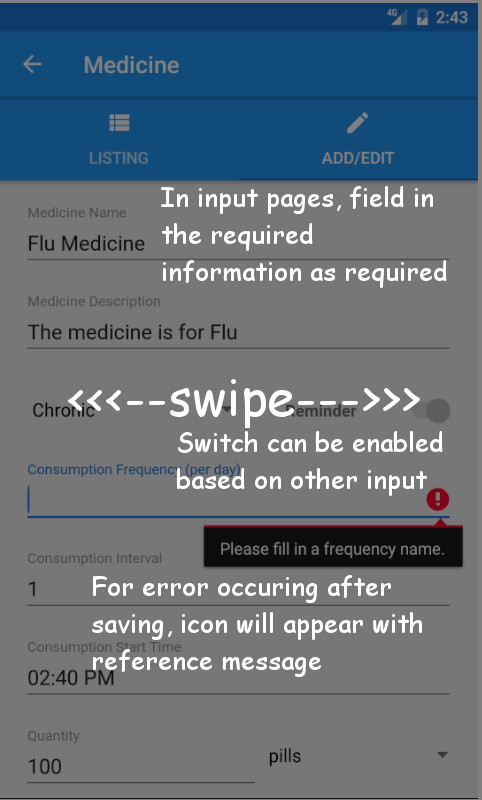 4G 2:43
Medicine
LISTING ADD/EDIT
In input pages, field in
the required
information as required
Medicine Name
Flu Medicine
Medicine Description
The medicine is for Flu
<<<--swipe--->>>
Chronic Reminder
Switch can be enabled
based on other input
Consumption Frequency (per day)
Please fill in a frequency name.
Consumption Interval
1
For error occuring after
saving, icon will appear with
reference message
Consumption Start Time
02:40 PM
Quantity
100 pills